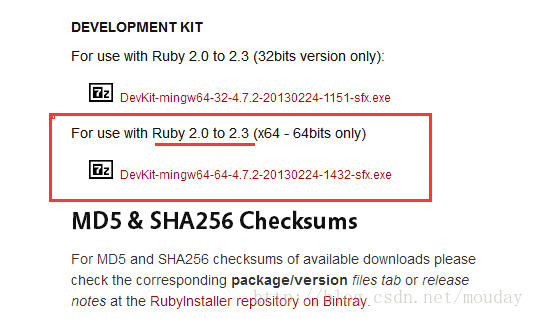 DEVELOPMENT KIT
For use with Ruby 2.0 to 2.3 (32bits version only):
7z DevKit-mingw64-32-4.7.2-20130224-1151-sfx.exe
For use with Ruby 2.0 to 2.3 (x64 - 64bits only)
7z DevKit-mingw64-64-4.7.2-20130224-1432-sfx.exe
MD5 & SHA256 Checksums
For MD5 and SHA256 checksums of available downloads please
check the corresponding package/version files tab or release
notes at the RubyInstaller repository on Bintray.
http://blog.csdn.net/mouday